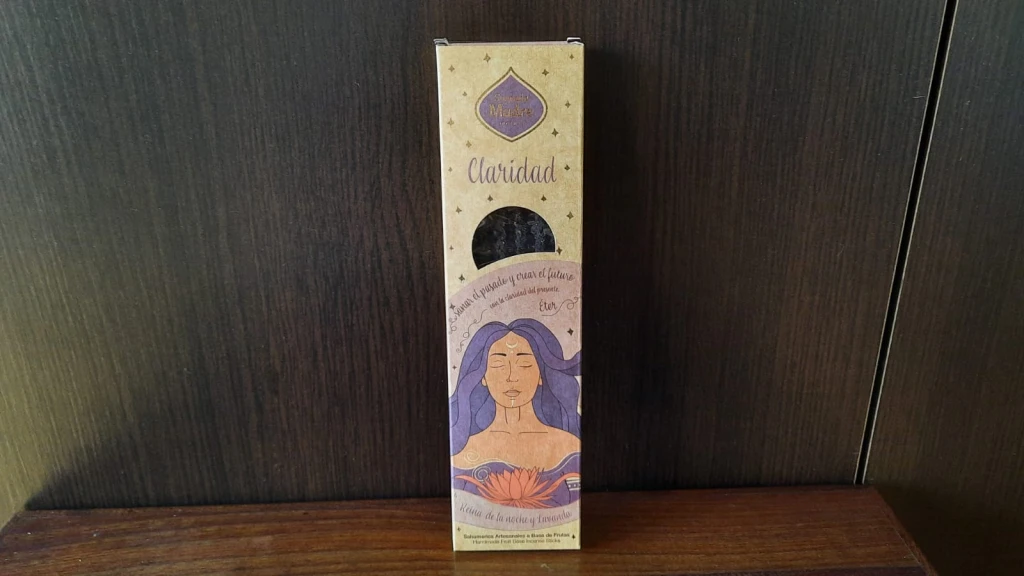 Madre
Claridad
Sanar el pasado y crear el futuro
con la claridad del presente.
Éter
Reina de la noche y Lavanda
Sahumerios Artesanales a Base de Frutas
Handmade Fruit Base Incense Sticks